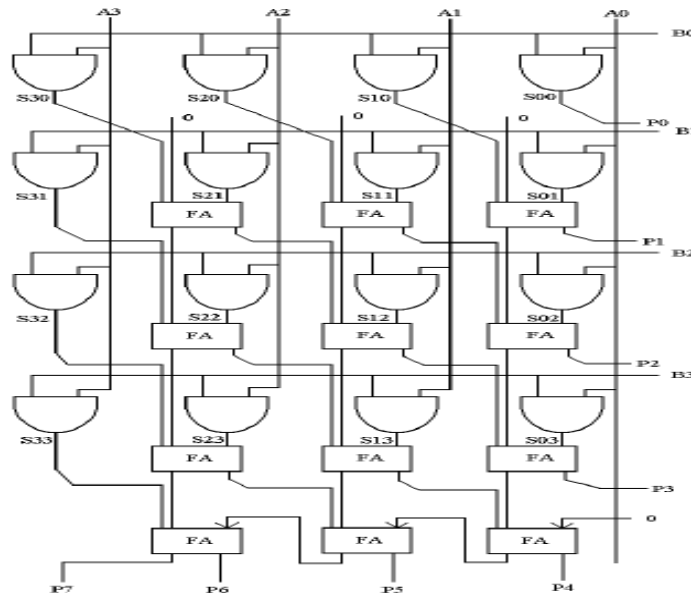 A3 A2 A1 A0
B0
S30 S20 S10 S00
0 0 0 P0
B1
S31 S21 S11 S01
FA FA FA
P1
B2
S32 S22 S12 S02
FA FA FA
P2
B3
S33 S23 S13 S03
FA FA FA
P3
0
FA FA FA
P7 P6 P5 P4